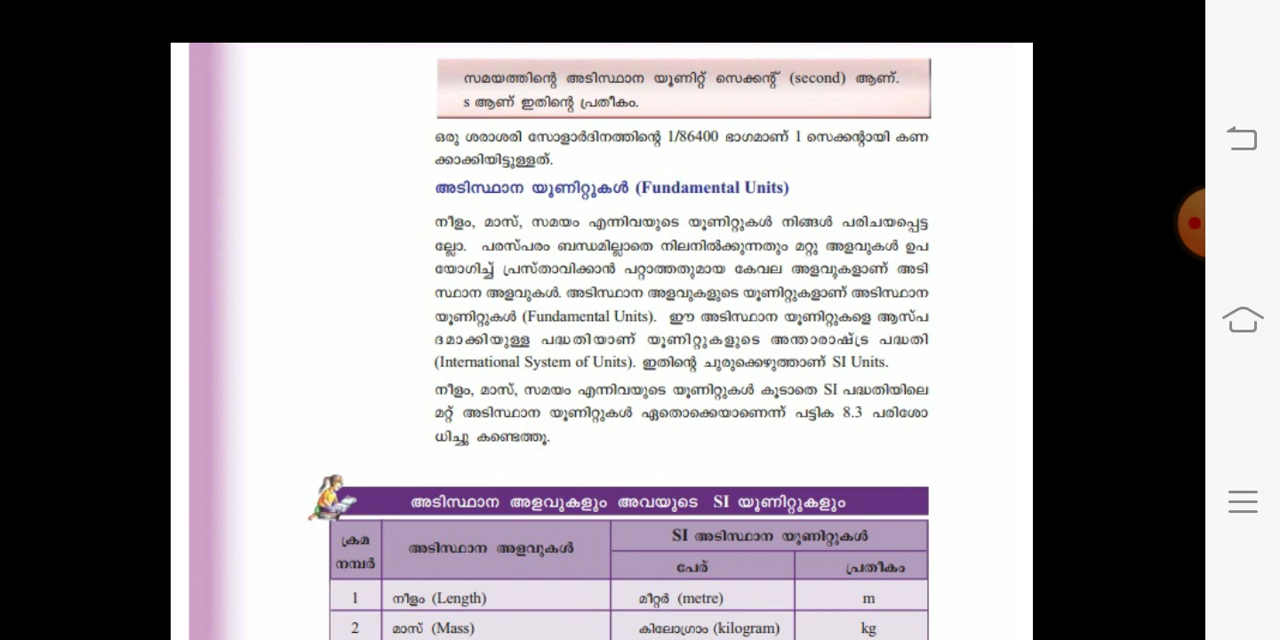 സമയത്തിന്റെ അടിസ്ഥാന യൂണിറ്റ് സെക്കന്റ് (second) ആണ്.
s ആണ് ഇതിന്റെ പ്രതീകം.
ഒരു ശരാശരി സോളാർദിനത്തിന്റെ 1/86400 ഭാഗമാണ് 1 സെക്കന്റായി കണ
ക്കാക്കിയിട്ടുള്ളത്.
അടിസ്ഥാന യൂണിറ്റുകൾ (Fundamental Units)
നീളം, മാസ്, സമയം എന്നിവയുടെ യൂണിറ്റുകൾ നിങ്ങൾ പരിചയപ്പെട്ട
ല്ലോ. പരസ്പരം ബന്ധമില്ലാതെ നിലനിൽക്കുന്നതും മറ്റു അളവുകൾ ഉപ
യോഗിച്ച് പ്രസ്താവിക്കാൻ പറ്റാത്തതുമായ കേവല അളവുകളാണ് അടി
സ്ഥാന അളവുകൾ. അടിസ്ഥാന അളവുകളുടെ യൂണിറ്റുകളാണ് അടിസ്ഥാന
യൂണിറ്റുകൾ (Fundamental Units). ഈ അടിസ്ഥാന യൂണിറ്റുകളെ ആസ്പ
ദമാക്കിയുള്ള പദ്ധതിയാണ് യൂണിറ്റുകളുടെ അന്താരാഷ്ട്ര പദ്ധതി
(International System of Units). ഇതിന്റെ ചുരുക്കെഴുത്താണ് SI Units.
നീളം, മാസ്, സമയം എന്നിവയുടെ യൂണിറ്റുകൾ കൂടാതെ SI പദ്ധതിയിലെ
മറ്റ് അടിസ്ഥാന യൂണിറ്റുകൾ ഏതൊക്കെയാണെന്ന് പട്ടിക 8.3 പരിശോ
ധിച്ചു കണ്ടെത്തൂ.
അടിസ്ഥാന അളവുകളും അവയുടെ SI യൂണിറ്റുകളും
ക്രമ നമ്പർ അടിസ്ഥാന അളവുകൾ SI അടിസ്ഥാന യൂണിറ്റുകൾ
പേര് പ്രതീകം
1 നീളം (Length) മീറ്റർ (metre) m
2 മാസ് (Mass) കിലോഗ്രാം (kilogram) kg